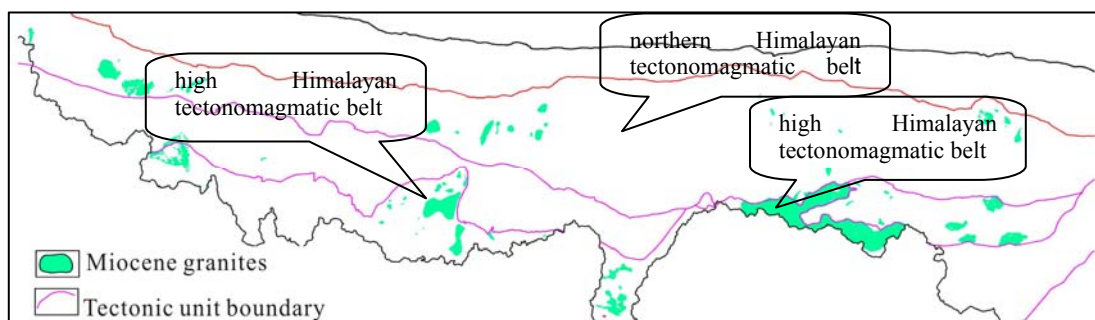 northern Himalayan
tectonomagmatic belt
high Himalayan
tectonomagmatic belt
high Himalayan
tectonomagmatic belt
Miocene granites
Tectonic unit boundary